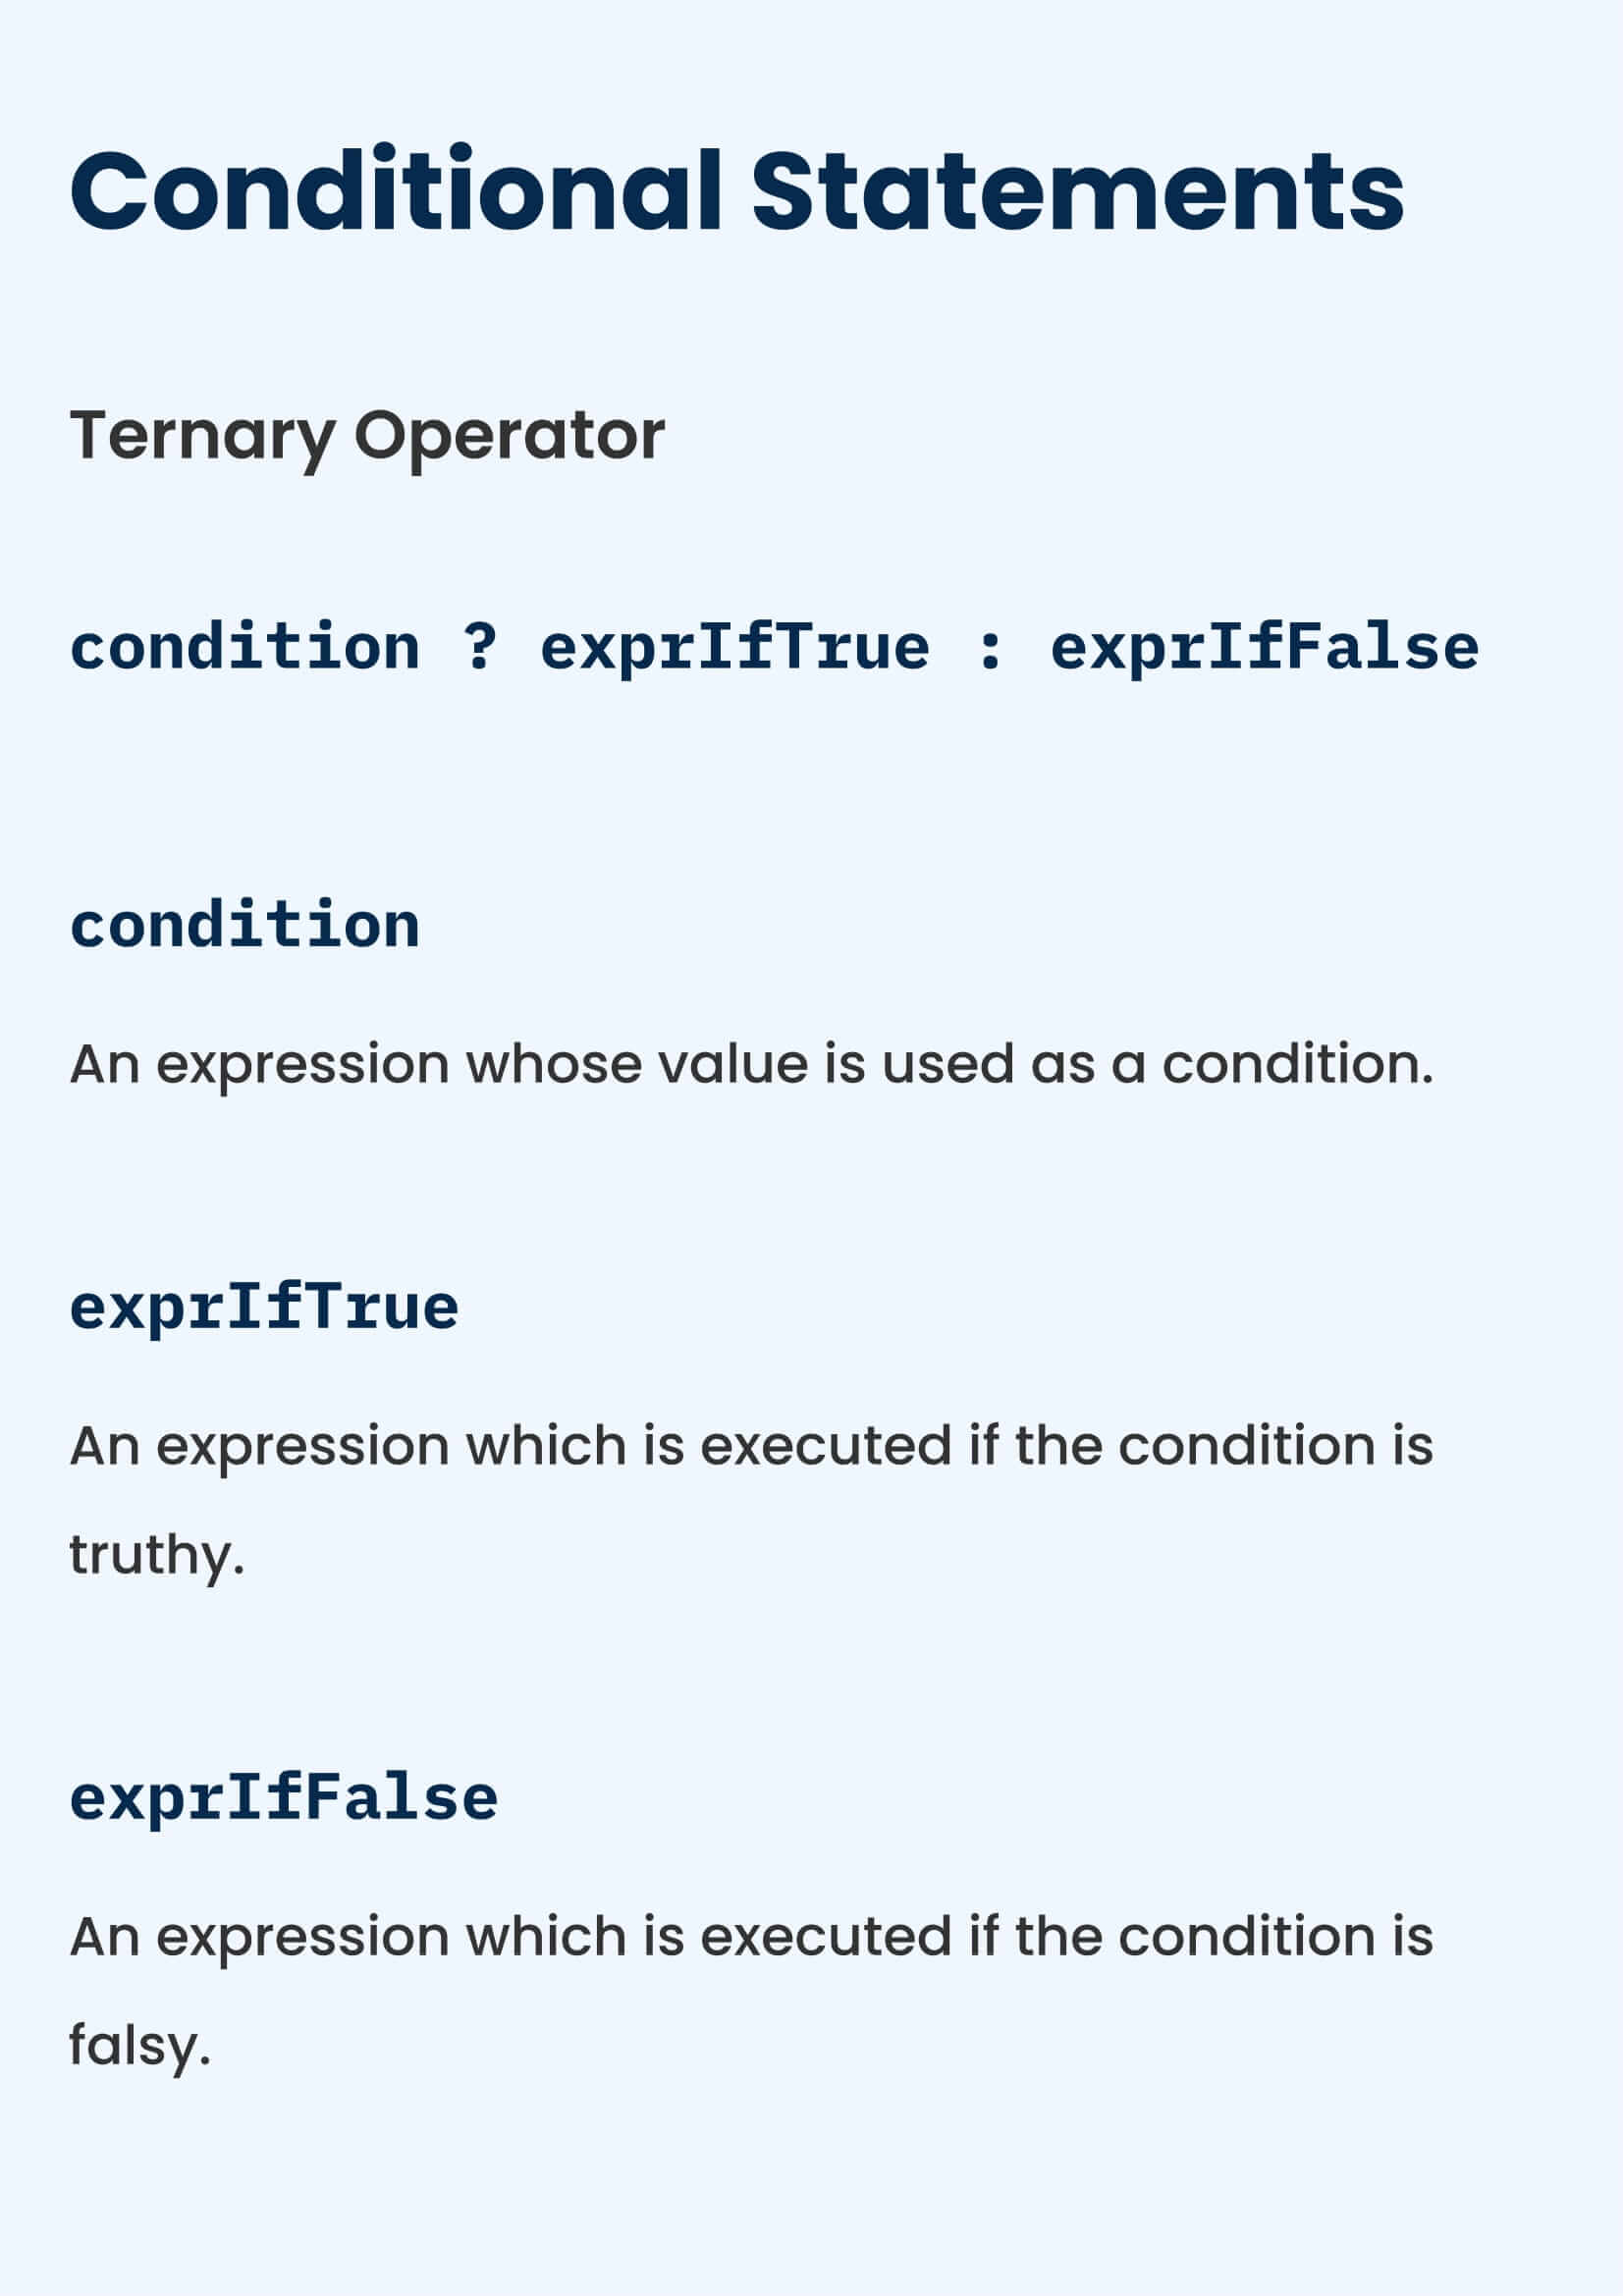 Conditional Statements
Ternary Operator
condition ? exprIfTrue : exprIfFalse
condition
An expression whose value is used as a condition.
exprIfTrue
An expression which is executed if the condition is
truthy.
exprIfFalse
An expression which is executed if the condition is
falsy.